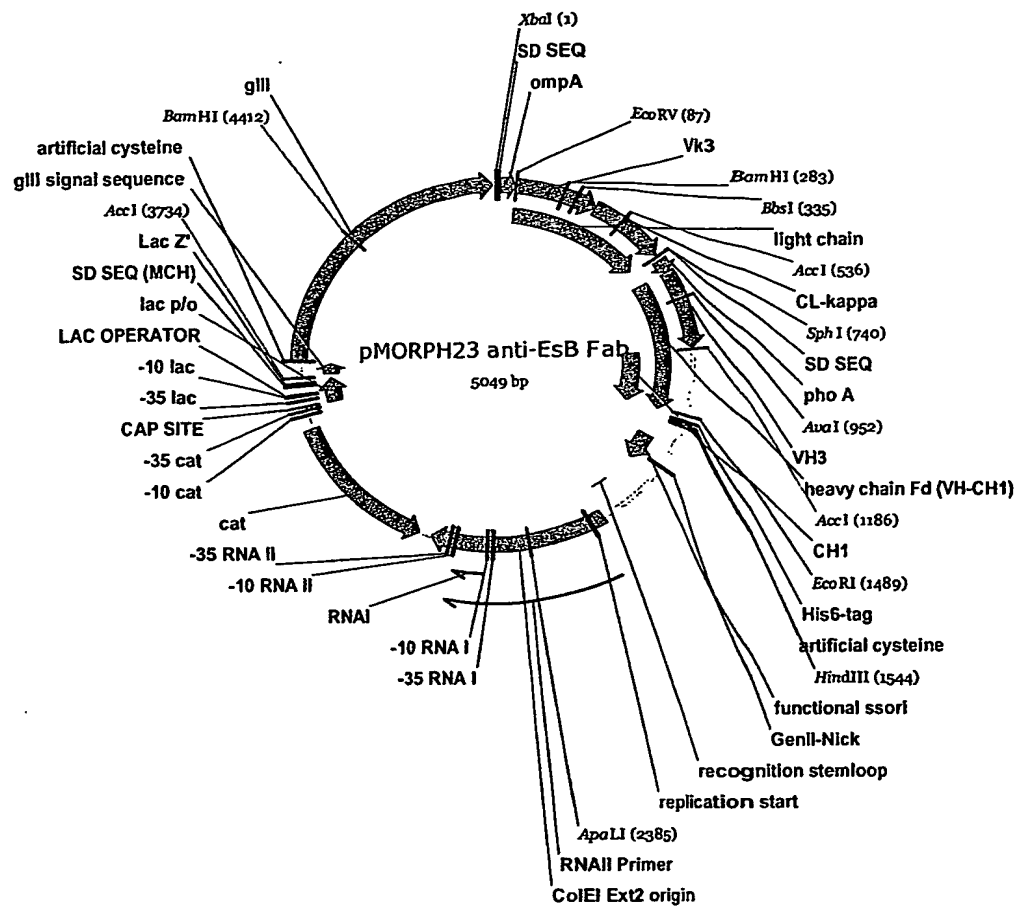 XbaI (1)
SD SEQ
ompA
gIII
BamHI (4412)
EcoRV (87)
Vk3
artificial cysteine
gIII signal sequence
BamHI (283)
BbsI (335)
AccI (3734)
Lac Z'
light chain
SD SEQ (MCH)
AccI (536)
lac p/o
CL-kappa
LAC OPERATOR
SphI (740)
pMORPH23 anti-EsB Fab
5049 bp
-10 lac
SD SEQ
-35 lac
pho A
CAP SITE
AvaI (952)
-35 cat
VH3
-10 cat
heavy chain Fd (VH-CH1)
AccI (1186)
cat
CH1
-35 RNA II
EcoRI (1489)
-10 RNA II
His6-tag
RNAI
artificial cysteine
-10 RNA I
HindIII (1544)
-35 RNA I
functional ssori
GenII-Nick
recognition stemloop
replication start
ApaLI (2385)
RNAII Primer
ColEI Ext2 origin